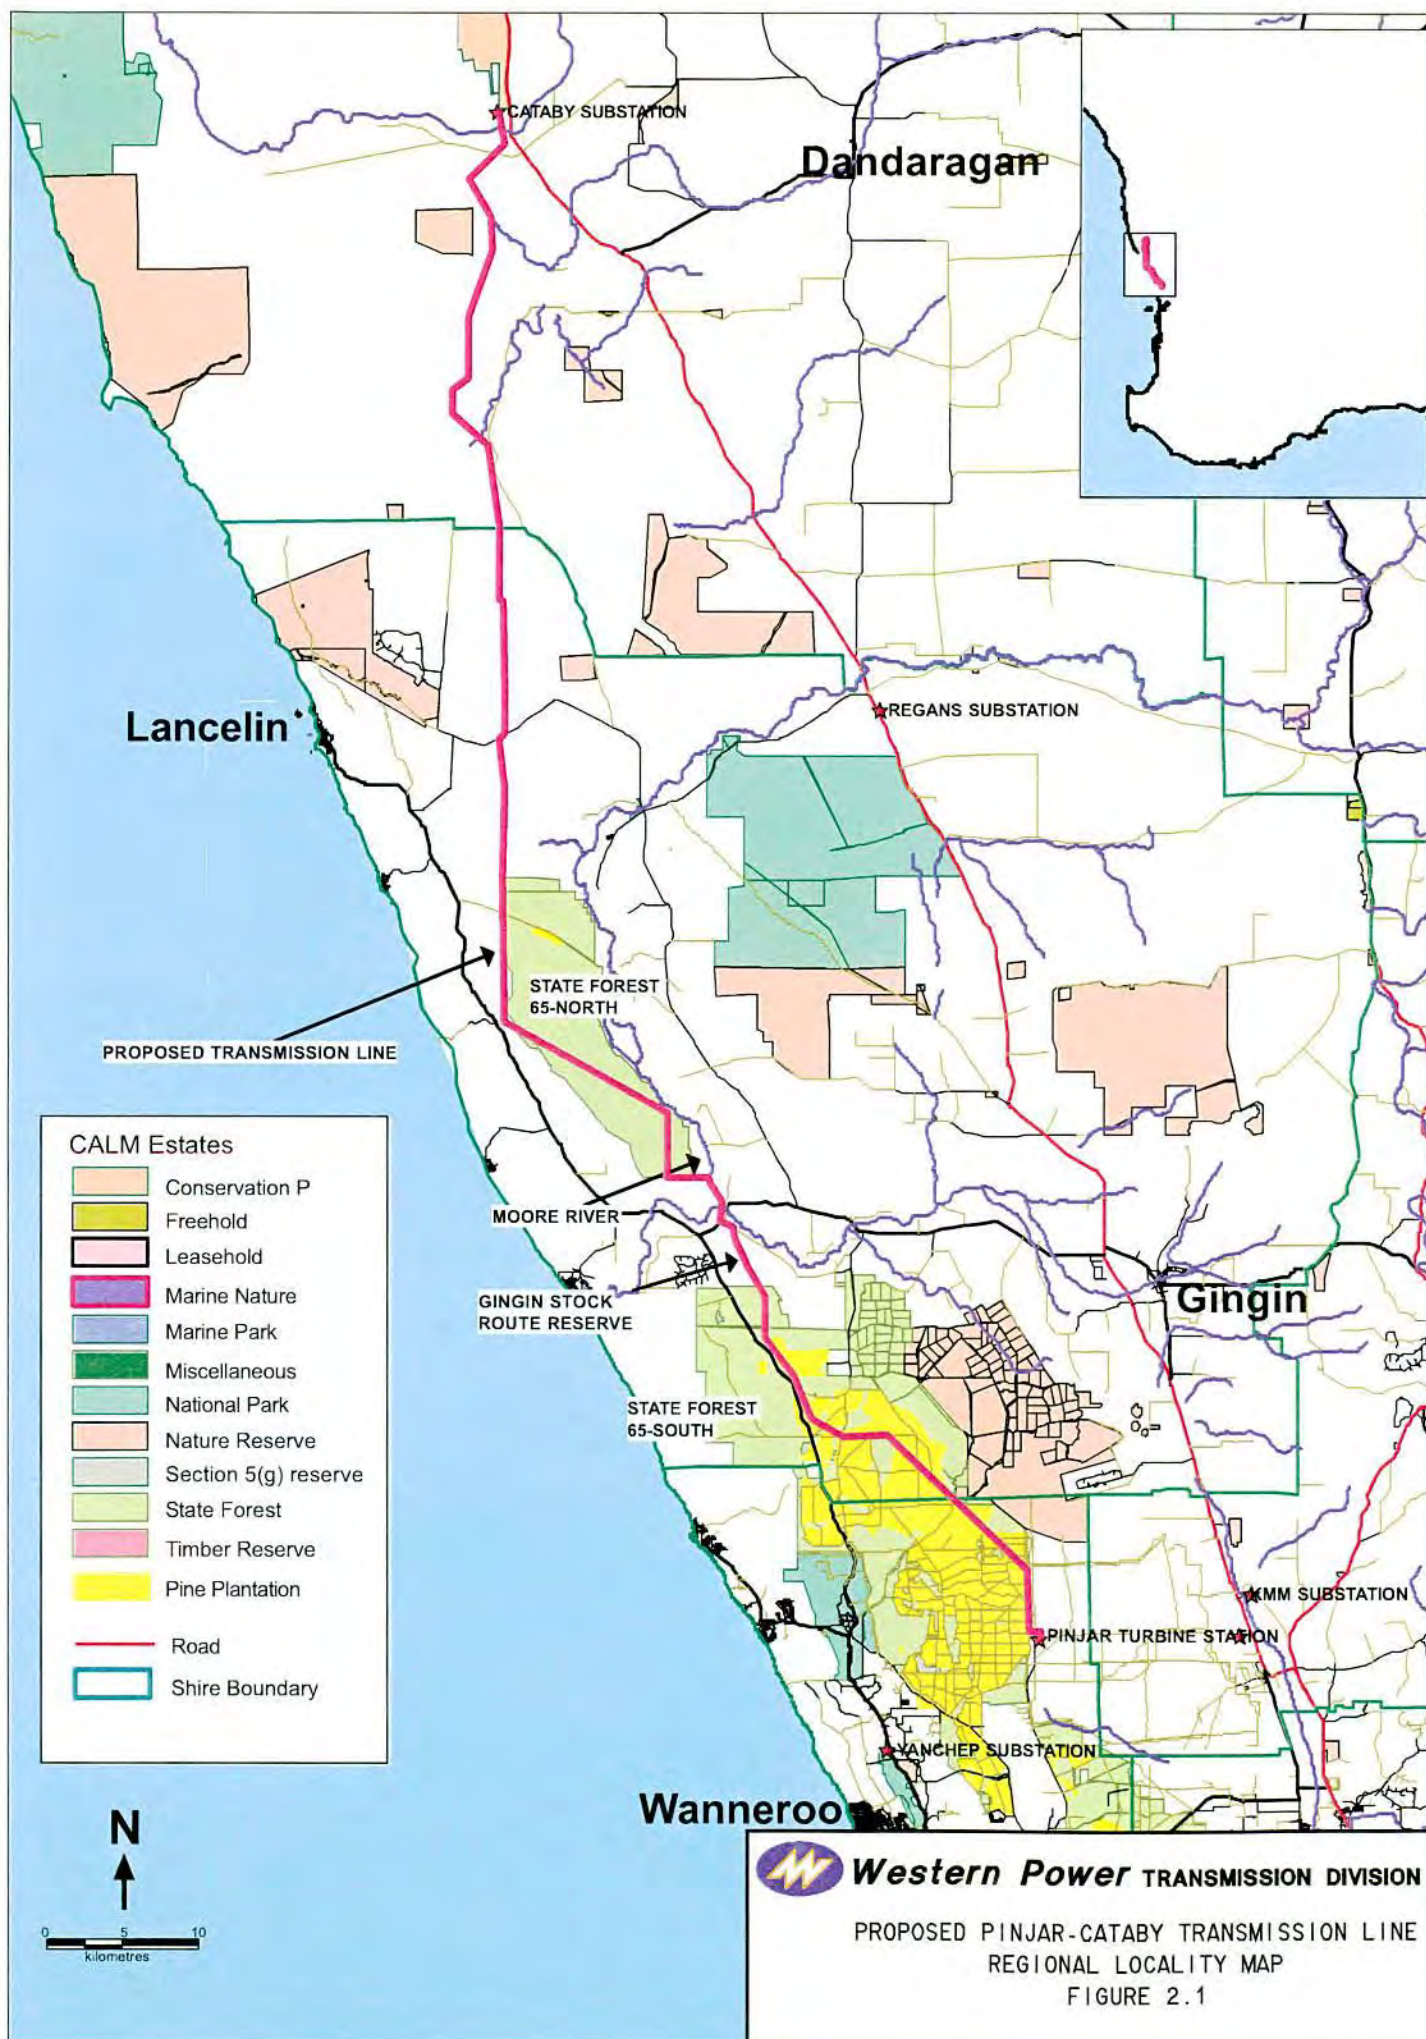 CATABY SUBSTATION
Dandaragan
REGANS SUBSTATION
Lancelin
STATE FOREST
65-NORTH
PROPOSED TRANSMISSION LINE
MOORE RIVER
GINGIN STOCK
ROUTE RESERVE
Gingin
STATE FOREST
65-SOUTH
KMM SUBSTATION
PINJAR TURBINE STATION
YANCHEP SUBSTATION
Wanneroo
CALM Estates
Conservation P
Freehold
Leasehold
Marine Nature
Marine Park
Miscellaneous
National Park
Nature Reserve
Section 5(g) reserve
State Forest
Timber Reserve
Pine Plantation
Road
Shire Boundary
N
0 5 10
kilometres
Western Power TRANSMISSION DIVISION
PROPOSED PINJAR-CATABY TRANSMISSION LINE
REGIONAL LOCALITY MAP
FIGURE 2.1